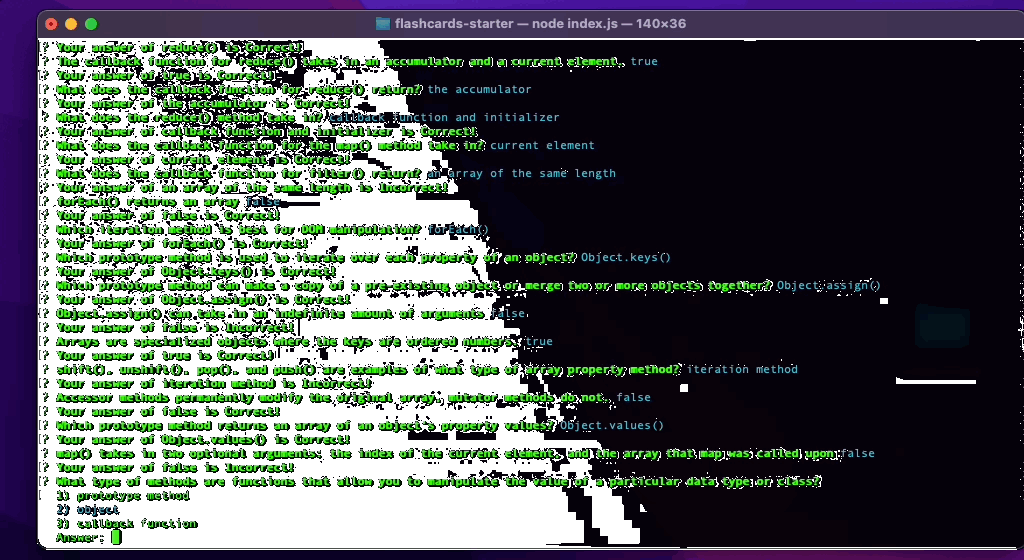 flashcards-starter — node index.js — 140×36
? Your answer of reduce() is Correct!
? The callback function for reduce() takes in an accumulator and a current element. true
? Your answer of true is Correct!
? What does the callback function for reduce() return? the accumulator
? Your answer of the accumulator is Correct!
? What does the reduce() method take in? callback function and initializer
? Your answer of callback function and initializer is Correct!
? What does the callback function for the map() method take in? current element
? Your answer of current element is Correct!
? What does the callback function for filter() return? an array of the same length
? Your answer of an array of the same length is Incorrect!
? forEach() returns an array false
? Your answer of false is Correct!
? Which iteration method is best for DOM manipulation? forEach()
? Your answer of forEach() is Correct!
? Which prototype method is used to iterate over each property of an object? Object.keys()
? Your answer of Object.keys() is Correct!
? Which prototype method can make a copy of a pre-existing object or merge two or more objects together? Object.assign()
? Your answer of Object.assign() is Correct!
? Object.assign() can take in an indefinite amount of arguments false
? Your answer of false is Incorrect!
? Arrays are specialized objects where the keys are ordered numbers. true
? Your answer of true is Correct!
? shift(), unshift(), pop(), and push() are examples of what type of array property method? iteration method
? Your answer of iteration method is Incorrect!
? Accessor methods permanently modify the original array, mutator methods do not. false
? Your answer of false is Correct!
? Which prototype method returns an array of an object's property values? Object.values()
? Your answer of Object.values() is Correct!
? map() takes in two optional arguments: the index of the current element, and the array that map was called upon false
? Your answer of false is Incorrect!
? What type of methods are functions that allow you to manipulate the value of a particular data type or class?
1) prototype method
2) object
3) callback function
Answer: